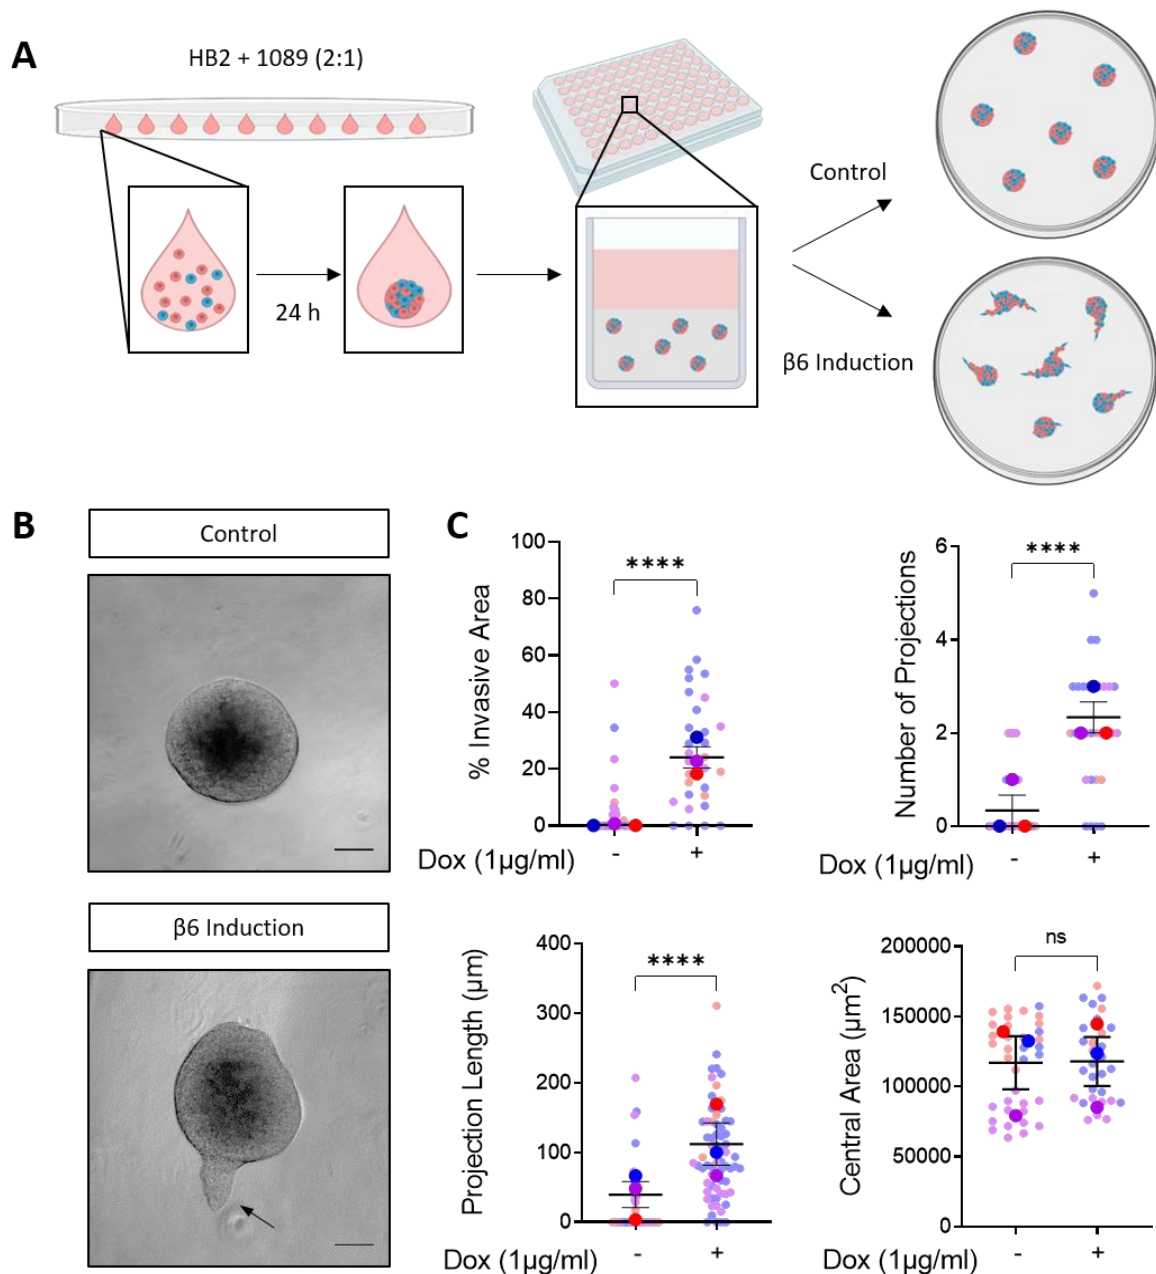 A
HB2 + 1089 (2:1)
24 h
Control
β6 Induction
B
Control
β6 Induction
C
% Invasive Area
100
80
60
40
20
0
****
Dox (1µg/ml)
-
+
Number of Projections
6
4
2
0
****
Dox (1µg/ml)
-
+
Projection Length (µm)
400
300
200
100
0
****
Dox (1µg/ml)
-
+
Central Area (µm²)
200000
150000
100000
50000
0
ns
Dox (1µg/ml)
-
+